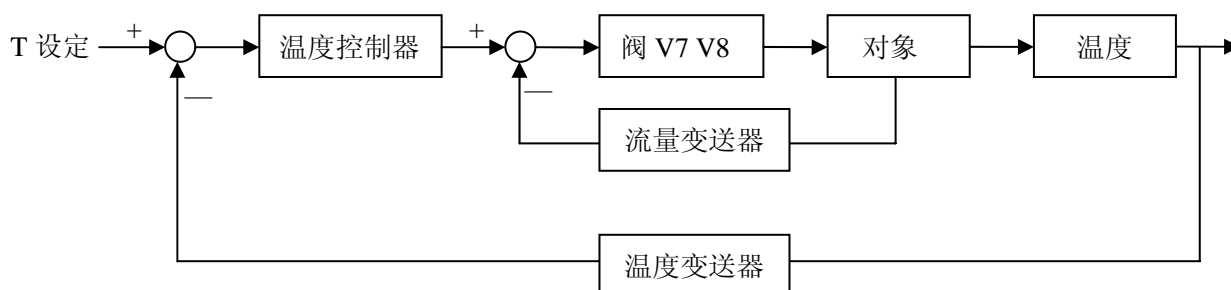 T 设定
+
温度控制器
+
阀 V7 V8
对象
温度
—
—
流量变送器
温度变送器